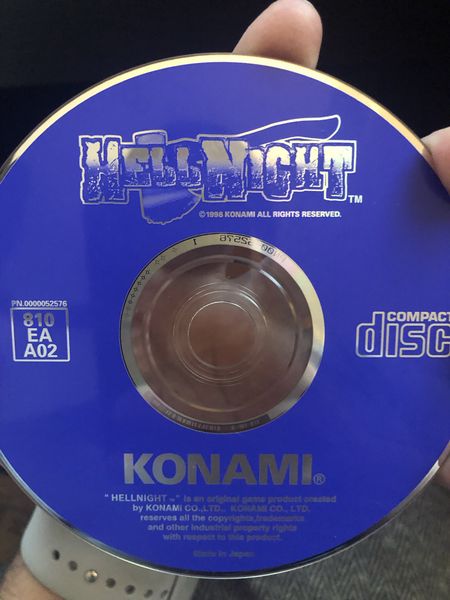 HELLNIGHT™
©1998 KONAMI ALL RIGHTS RESERVED.
PN.0000052576
810
EA
A02
COMPACT
disc
KONAMI®
" HELLNIGHT ™" is an original game product created
by KONAMI CO.,LTD. KONAMI CO., LTD.
reserves all the copyrights,trademarks
and other industrial property rights
with respect to this product.
Made in Japan